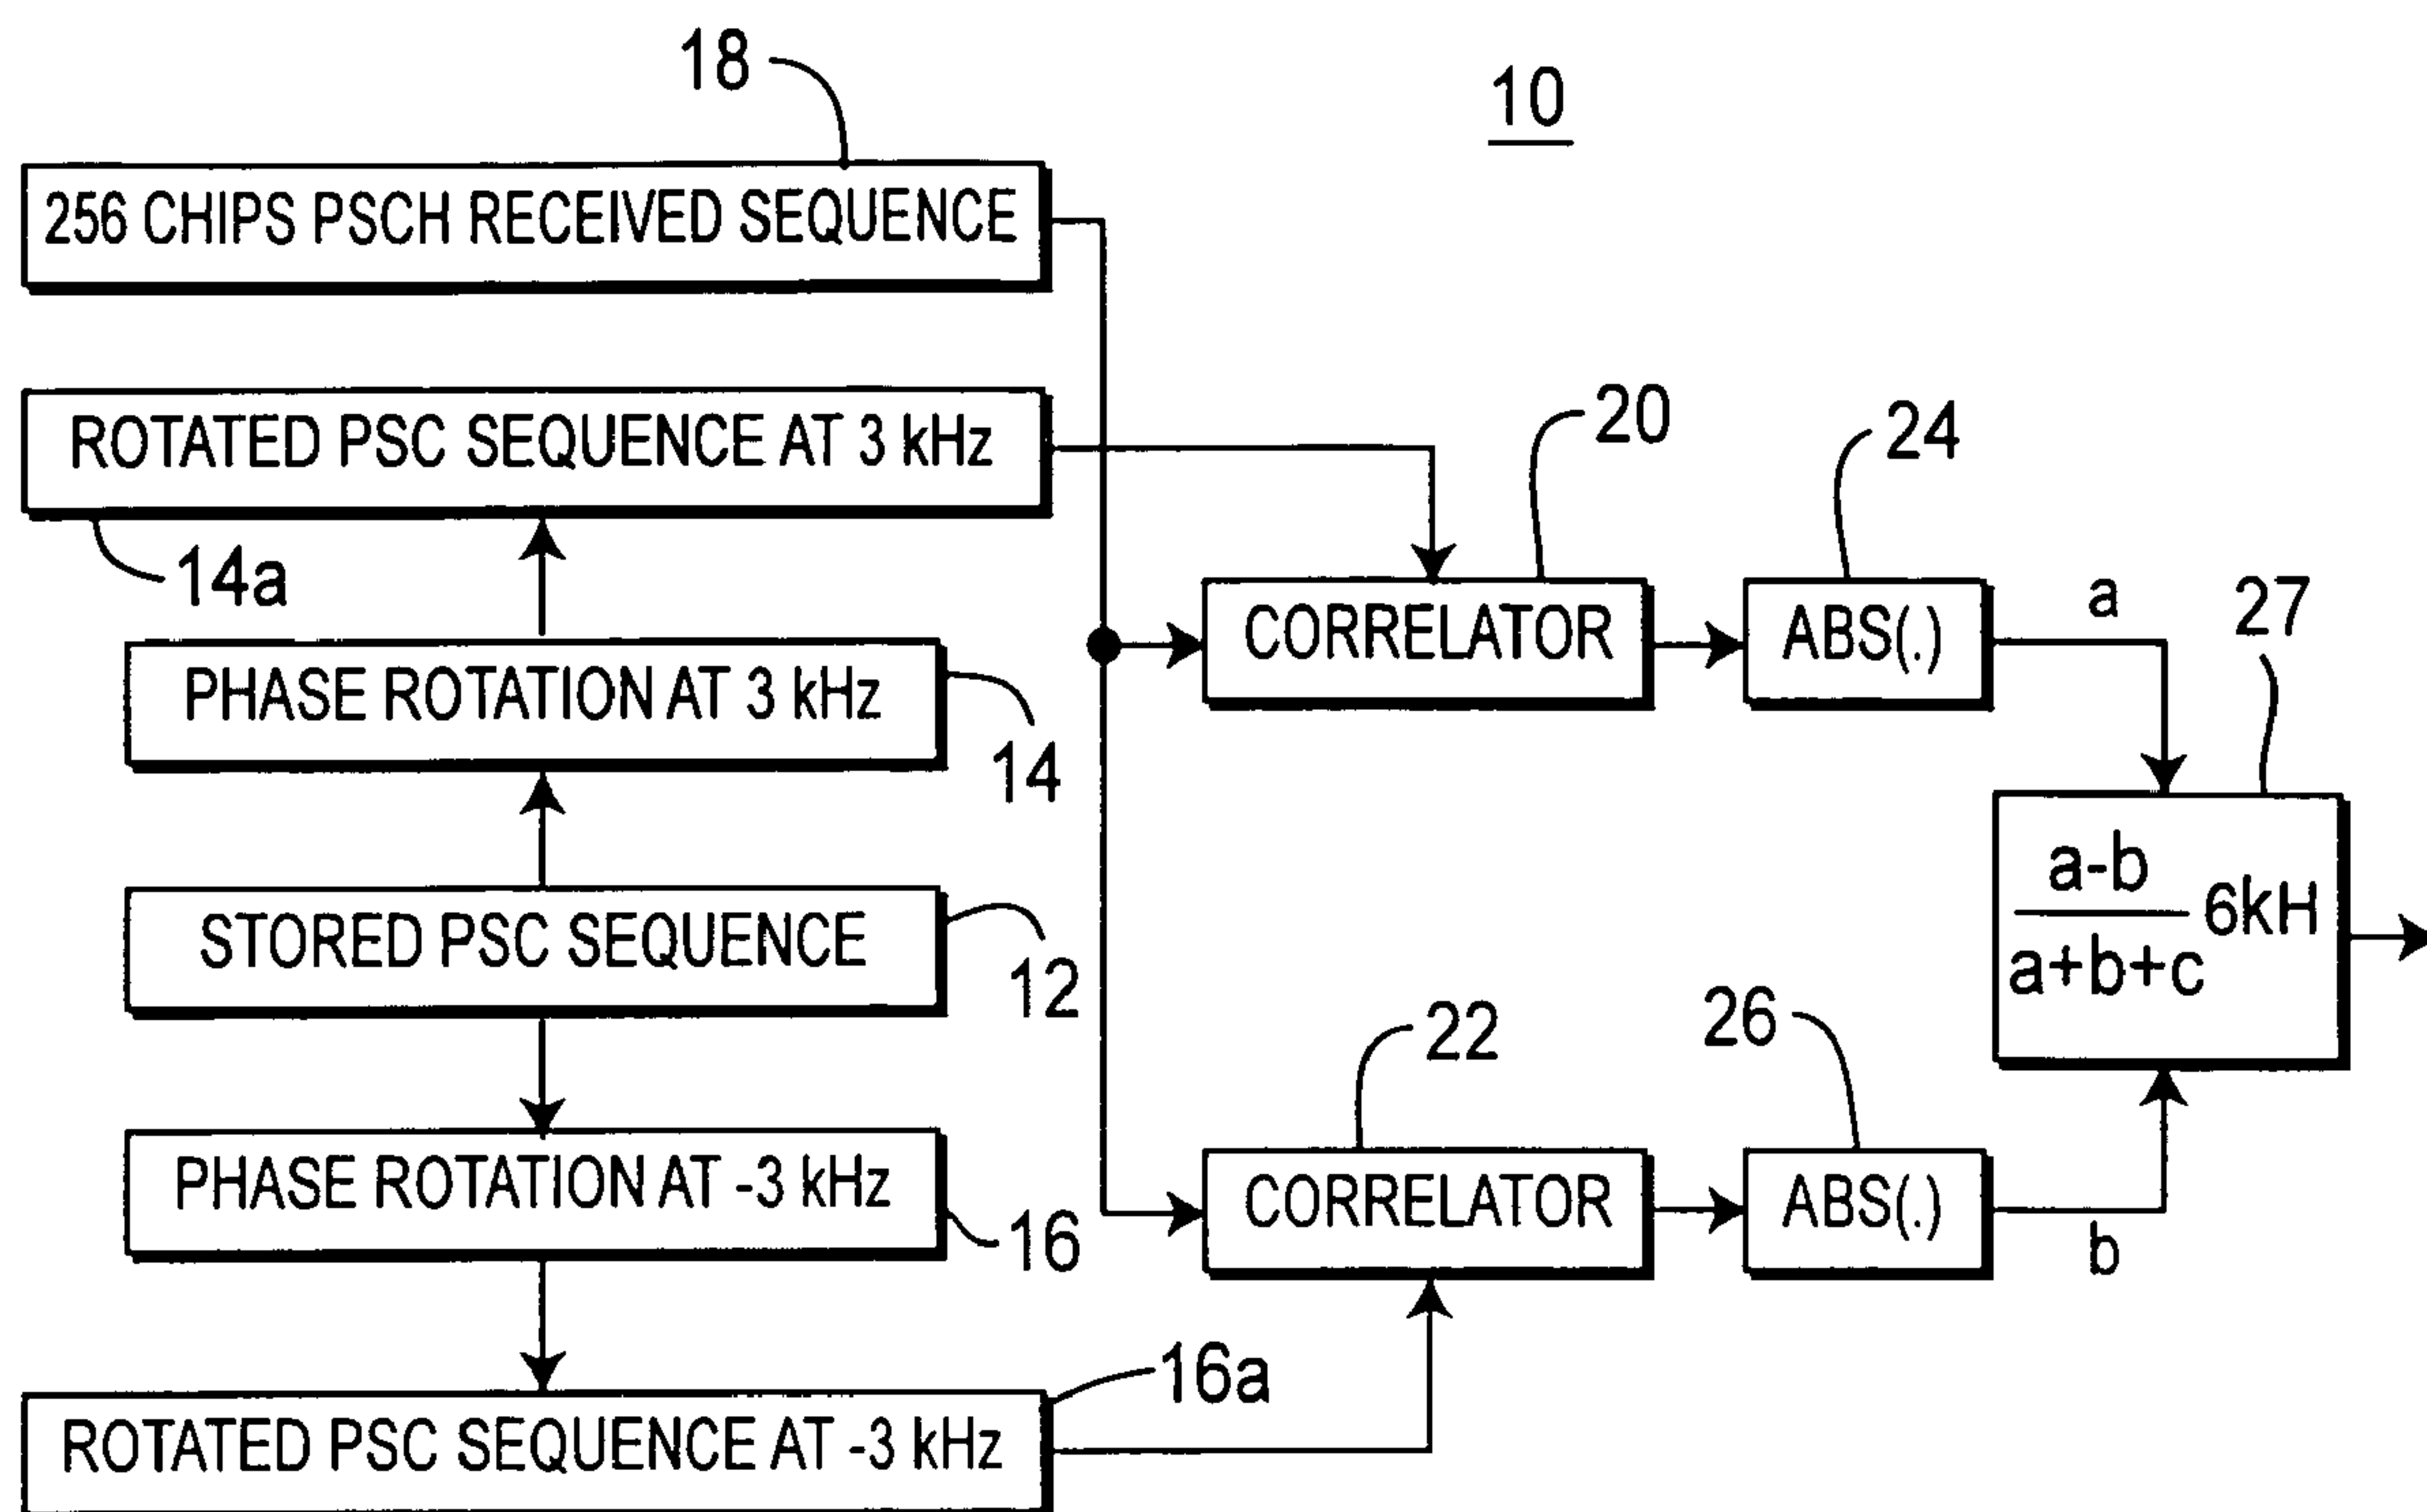 18
10
256 CHIPS PSCH RECEIVED SEQUENCE
ROTATED PSC SEQUENCE AT 3 kHz
14a
20
24
CORRELATOR
ABS(.)
a
27
PHASE ROTATION AT 3 kHz
14
a-b
a+b+c
6kH
STORED PSC SEQUENCE
12
22
26
PHASE ROTATION AT -3 kHz
16
CORRELATOR
ABS(.)
b
16a
ROTATED PSC SEQUENCE AT -3 kHz